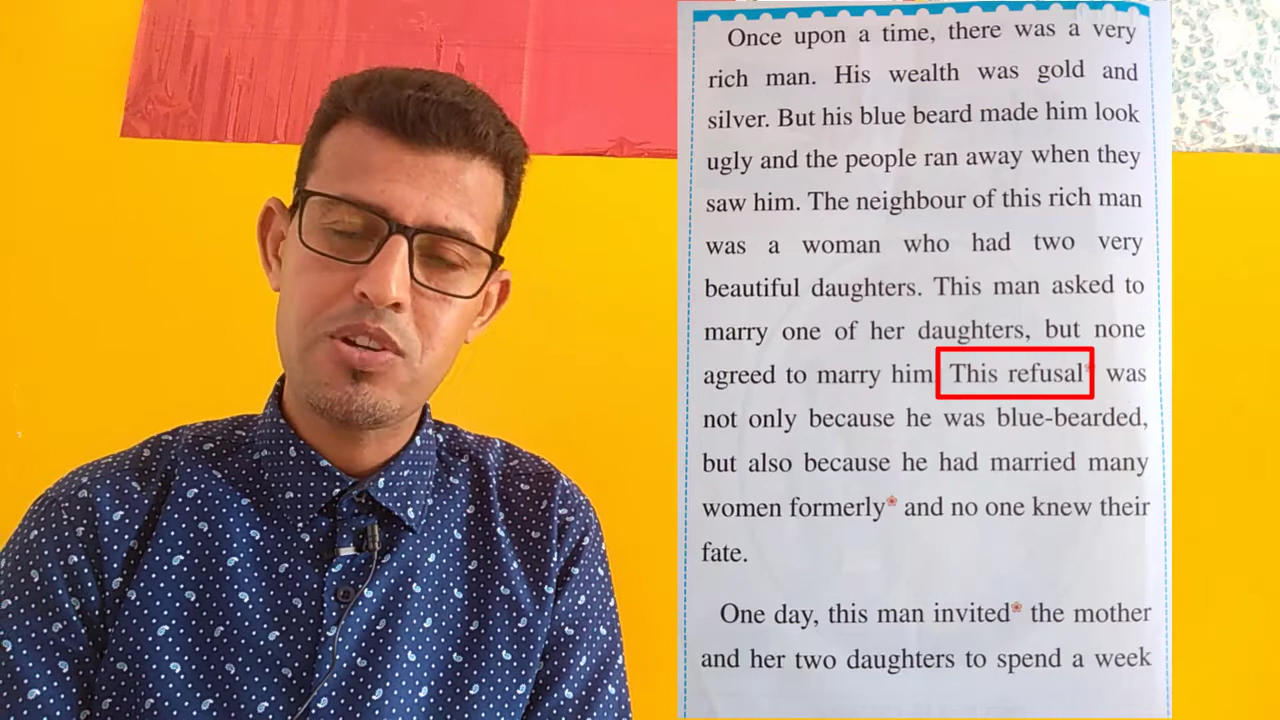 Once upon a time, there was a very
rich man. His wealth was gold and
silver. But his blue beard made him look
ugly and the people ran away when they
saw him. The neighbour of this rich man
was a woman who had two very
beautiful daughters. This man asked to
marry one of her daughters, but none
agreed to marry him. This refusal was
not only because he was blue-bearded,
but also because he had married many
women formerly and no one knew their
fate.
One day, this man invited the mother
and her two daughters to spend a week